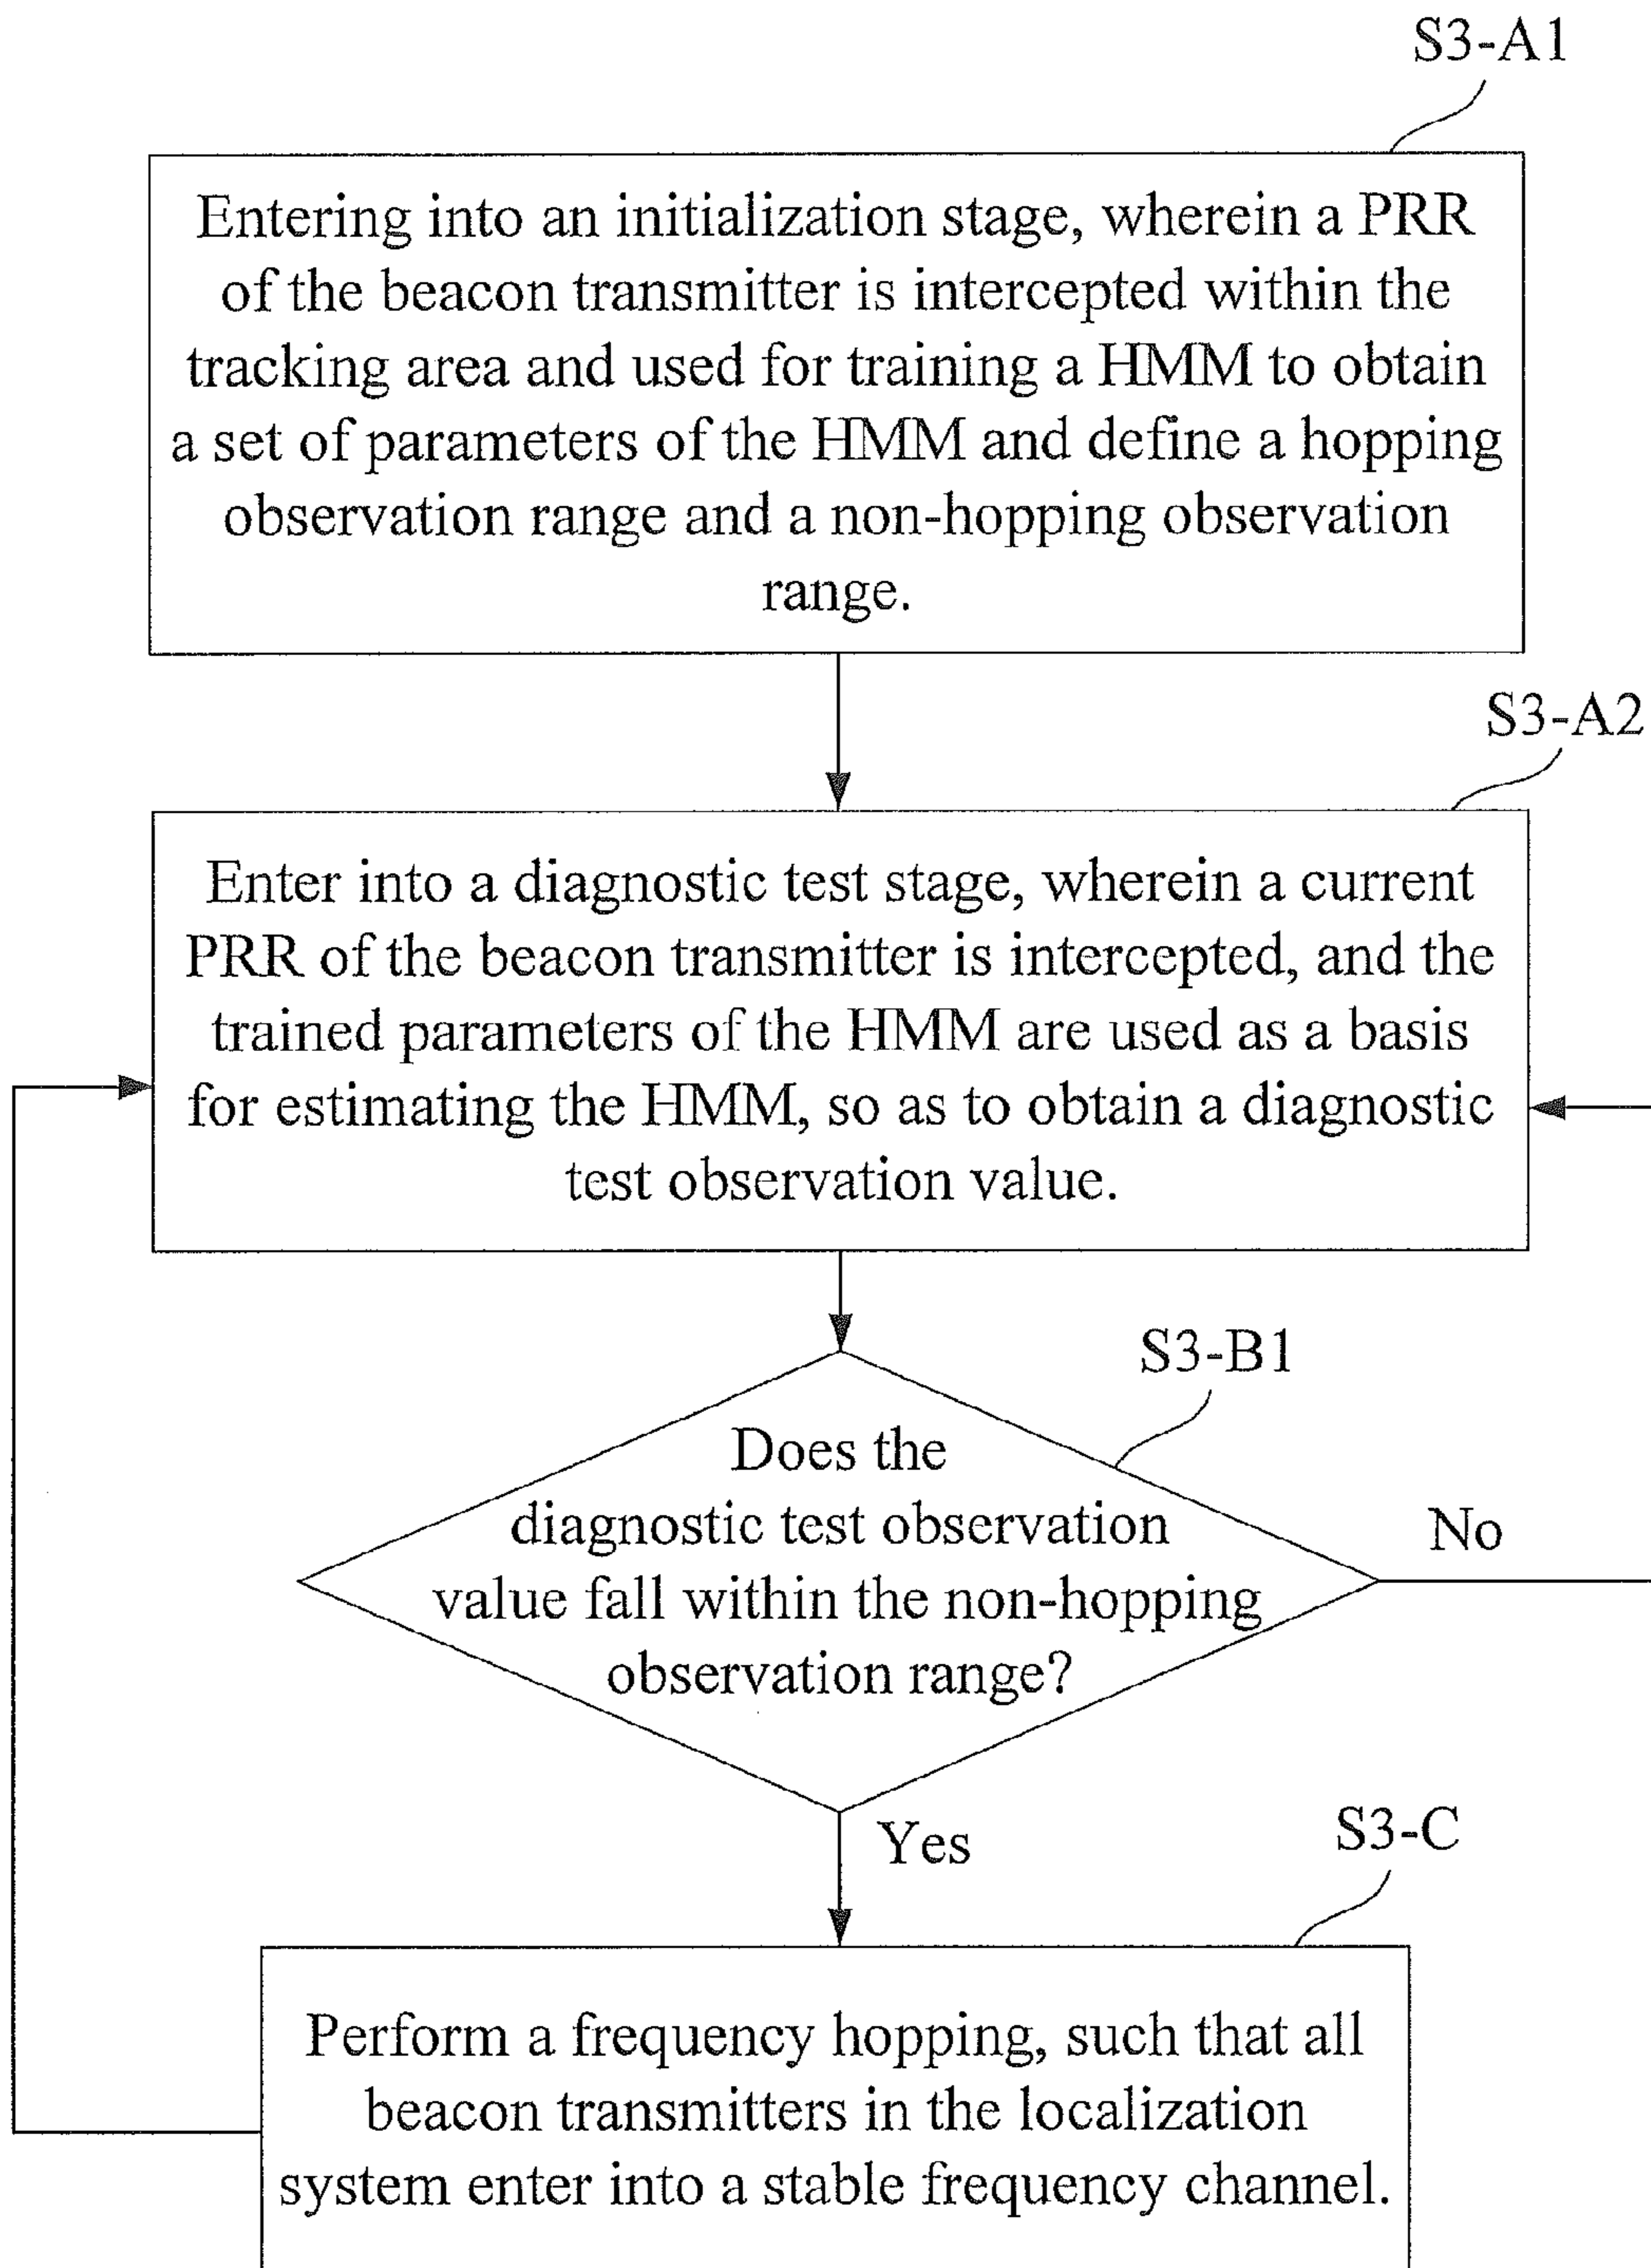 S3-A1
Entering into an initialization stage, wherein a PRR
of the beacon transmitter is intercepted within the
tracking area and used for training a HMM to obtain
a set of parameters of the HMM and define a hopping
observation range and a non-hopping observation
range.
S3-A2
Enter into a diagnostic test stage, wherein a current
PRR of the beacon transmitter is intercepted, and the
trained parameters of the HMM are used as a basis
for estimating the HMM, so as to obtain a diagnostic
test observation value.
S3-B1
Does the
diagnostic test observation
value fall within the non-hopping
observation range?
No
Yes
S3-C
Perform a frequency hopping, such that all
beacon transmitters in the localization
system enter into a stable frequency channel.